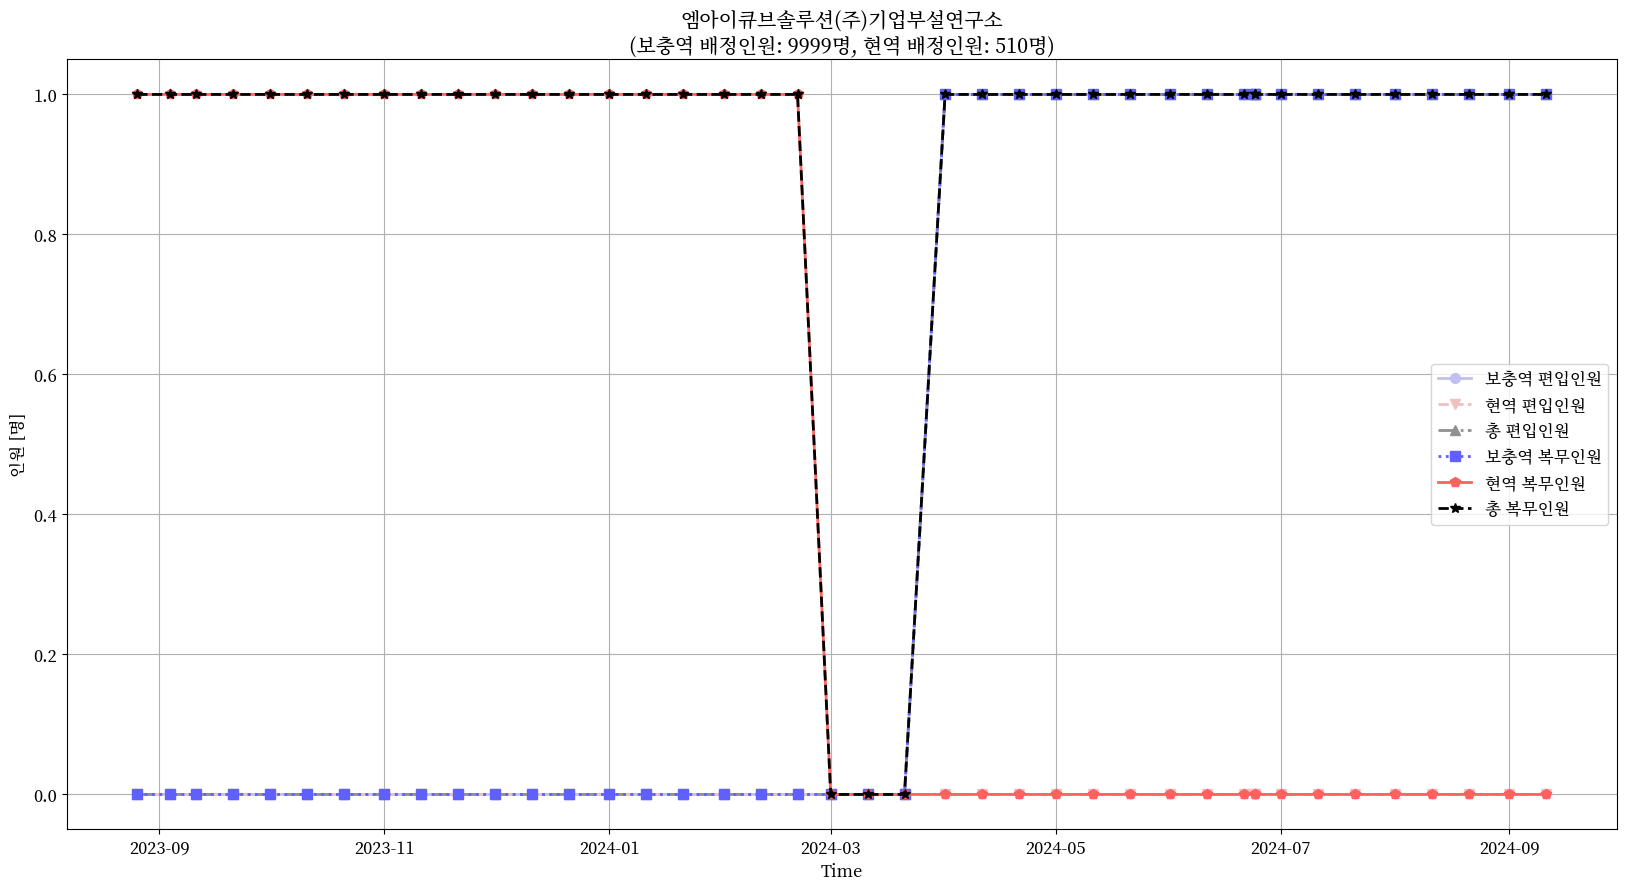 엠아이큐브솔루션(주)기업부설연구소
(보충역 배정인원: 9999명, 현역 배정인원: 510명)
인원 [명]
1.0
0.8
0.6
0.4
0.2
0.0
보충역 편입인원
현역 편입인원
총 편입인원
보충역 복무인원
현역 복무인원
총 복무인원
2023-09
2023-11
2024-01
2024-03
2024-05
2024-07
2024-09
Time